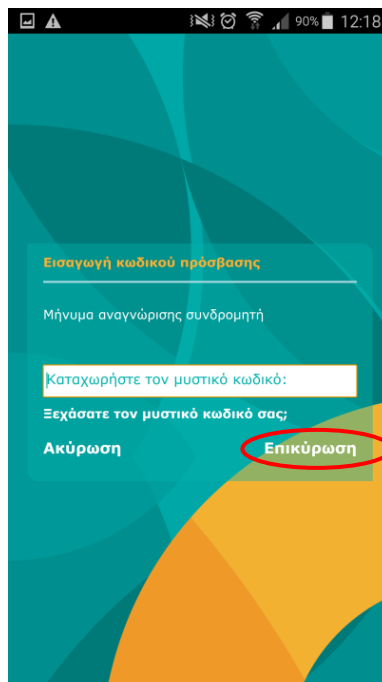 90% 12:18
Εισαγωγή κωδικού πρόσβασης
Μήνυμα αναγνώρισης συνδρομητή
Καταχωρήστε τον μυστικό κωδικό:
Ξεχάσατε τον μυστικό κωδικό σας;
Ακύρωση Επικύρωση